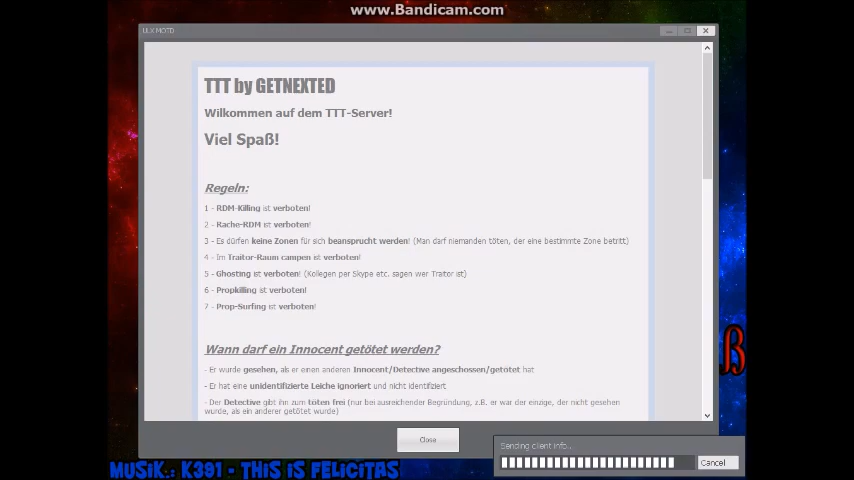 www.Bandicam.com
ULX MOTD
TTT by GETNEXTED
Wilkommen auf dem TTT-Server!
Viel Spaß!
Regeln:
1 - RDM-Killing ist verboten!
2 - Rache-RDM ist verboten!
3 - Es dürfen keine Zonen für sich beansprucht werden! (Man darf niemanden töten, der eine bestimmte Zone betritt)
4 - Im Traitor-Raum campen ist verboten!
5 - Ghosting ist verboten! (Kollegen per Skype etc. sagen wer Traitor ist)
6 - Propkilling ist verboten!
7 - Prop-Surfing ist verboten!
Wann darf ein Innocent getötet werden?
- Er wurde gesehen, als er einen anderen Innocent/Detective angeschossen/getötet hat
- Er hat eine unidentifizierte Leiche ignoriert und nicht identifiziert
- Der Detective gibt ihn zum töten frei (nur bei ausreichender Begründung, z.B. er war der einzige, der nicht gesehen
wurde, als ein anderer getötet wurde)
Close
Sending client info...
Cancel
ß
MUSIK.: K391 - THIS IS FELICITAS